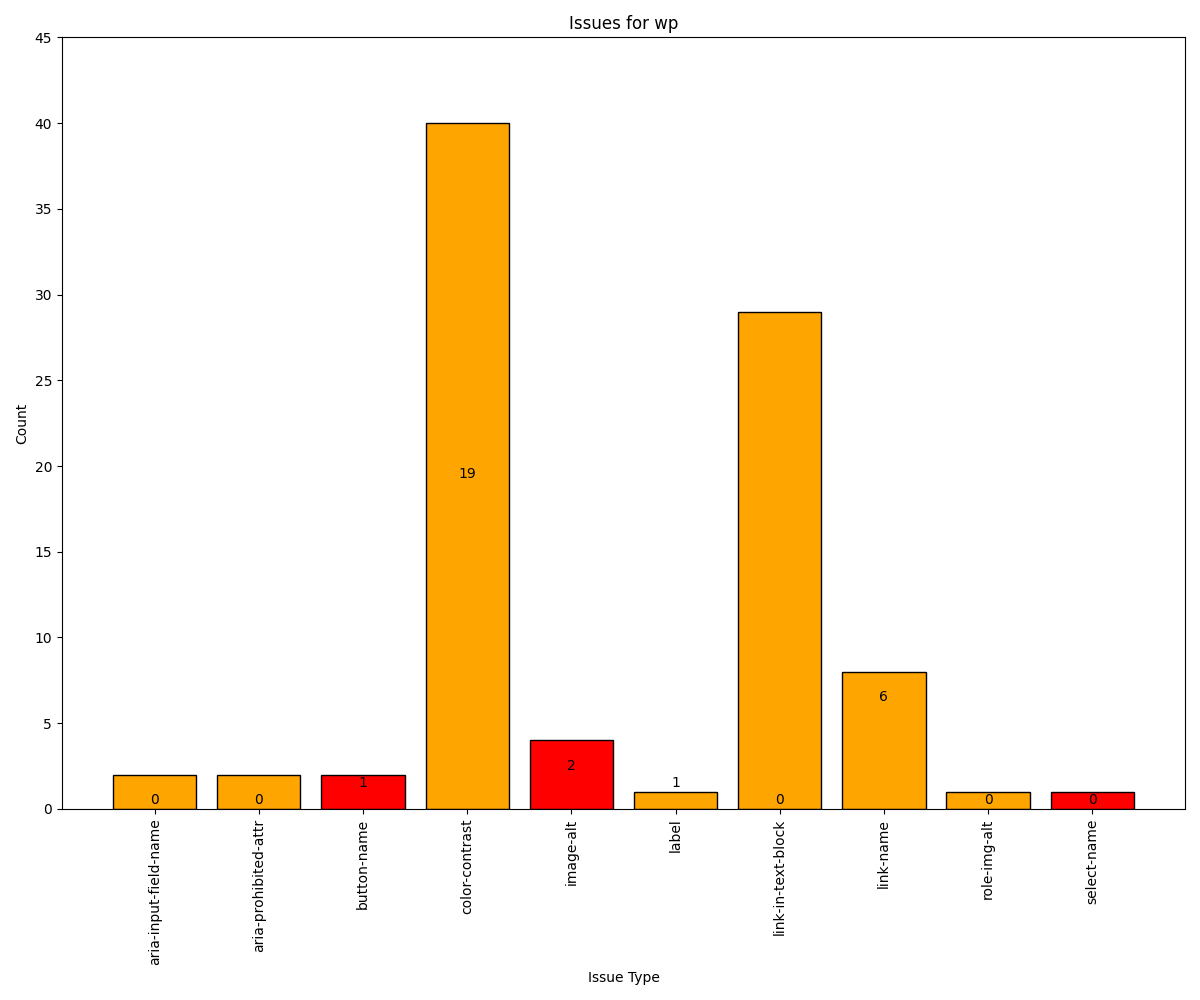 Issues for wp
45
40
35
30
25
20
15
10
5
0
Count
0
0
1
19
2
1
0
6
0
0
aria-input-field-name
aria-prohibited-attr
button-name
color-contrast
image-alt
label
link-in-text-block
link-name
role-img-alt
select-name
Issue Type